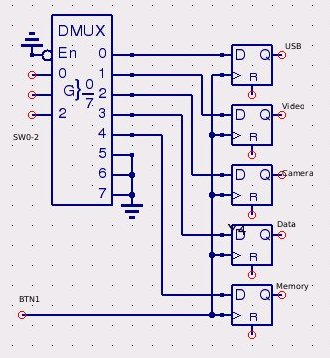 DMUX
En
0
0
1
G} 0/7
2
2
3
4
5
6
7
SW0-2
BTN1
D Q
R
USB
D Q
R
Video
D Q
R
Camera
D Q
R
Data
Y4
D Q
R
Memory